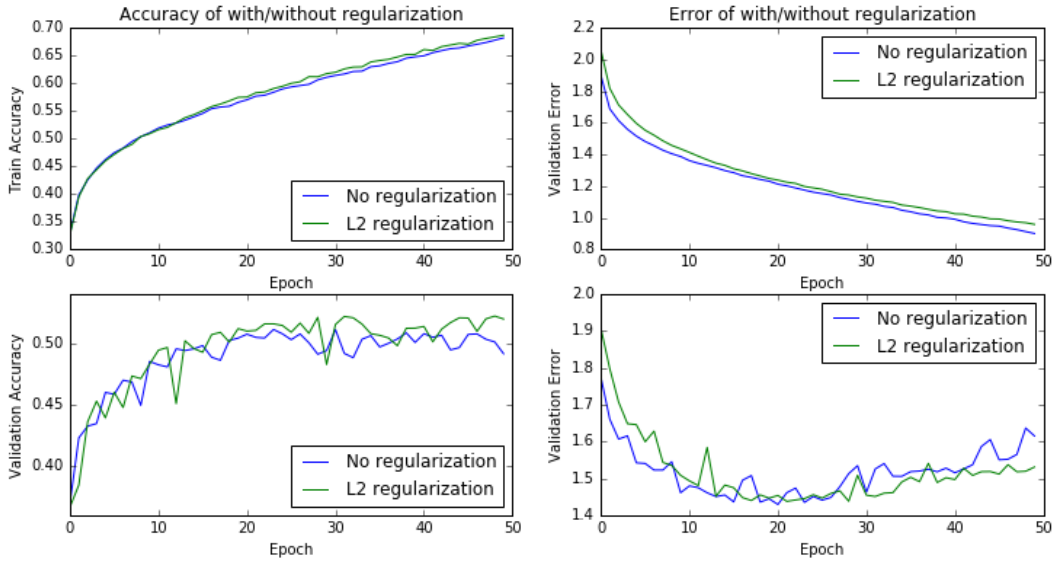 Accuracy of with/without regularization
Train Accuracy
0.70
0.65
0.60
0.55
0.50
0.45
0.40
0.35
0.30
No regularization
L2 regularization
0 10 20 30 40 50
Epoch
Error of with/without regularization
Validation Error
2.2
2.0
1.8
1.6
1.4
1.2
1.0
0.8
No regularization
L2 regularization
0 10 20 30 40 50
Epoch
Validation Accuracy
0.50
0.45
0.40
No regularization
L2 regularization
0 10 20 30 40 50
Epoch
Validation Error
2.0
1.9
1.8
1.7
1.6
1.5
1.4
No regularization
L2 regularization
0 10 20 30 40 50
Epoch